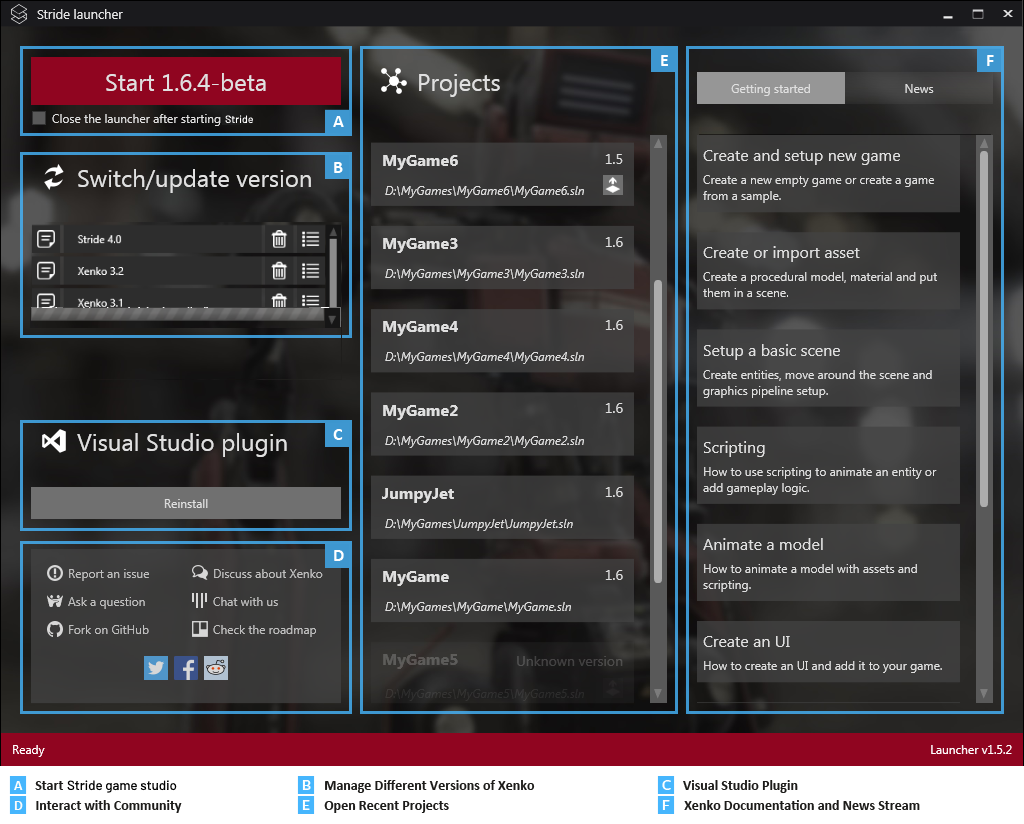 Stride launcher
Start 1.6.4-beta
Close the launcher after starting Stride
A
B
Switch/update version
Stride 4.0
Xenko 3.2
Xenko 3.1
C
Visual Studio plugin
Reinstall
D
Report an issue
Discuss about Xenko
Ask a question
Chat with us
Fork on GitHub
Check the roadmap
E
Projects
MyGame6
1.5
D:\MyGames\MyGame6\MyGame6.sln
MyGame3
1.6
D:\MyGames\MyGame3\MyGame3.sln
MyGame4
1.6
D:\MyGames\MyGame4\MyGame4.sln
MyGame2
1.6
D:\MyGames\MyGame2\MyGame2.sln
JumpyJet
1.6
D:\MyGames\JumpyJet\JumpyJet.sln
MyGame
1.6
D:\MyGames\MyGame\MyGame.sln
MyGame5
Unknown version
D:\MyGames\MyGame5\MyGame5.sln
F
Getting started
News
Create and setup new game
Create a new empty game or create a game
from a sample.
Create or import asset
Create a procedural model, material and put
them in a scene.
Setup a basic scene
Create entities, move around the scene and
graphics pipeline setup.
Scripting
How to use scripting to animate an entity or
add gameplay logic.
Animate a model
How to animate a model with assets and
scripting.
Create an UI
How to create an UI and add it to your game.
Ready
Launcher v1.5.2
A Start Stride game studio
B Manage Different Versions of Xenko
C Visual Studio Plugin
D Interact with Community
E Open Recent Projects
F Xenko Documentation and News Stream